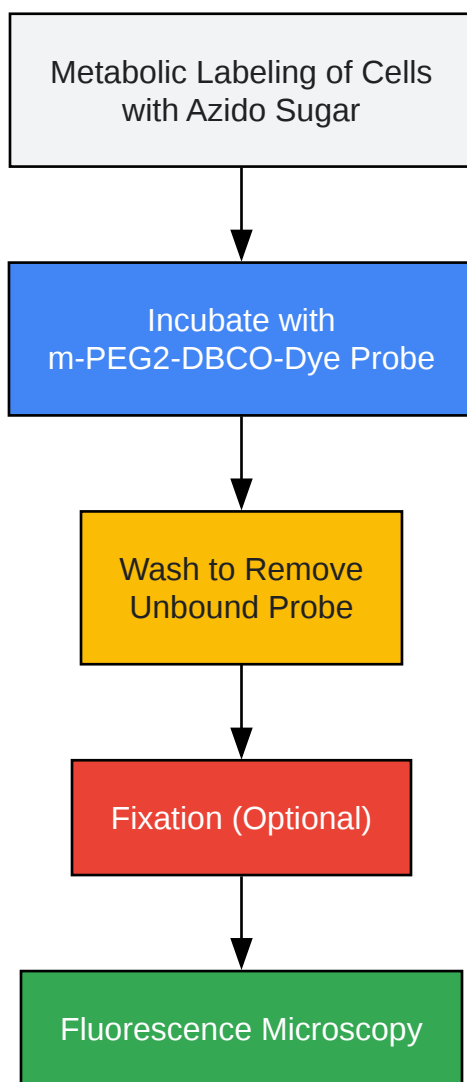 Metabolic Labeling of Cells
with Azido Sugar
Incubate with
m-PEG2-DBCO-Dye Probe
Wash to Remove
Unbound Probe
Fixation (Optional)
Fluorescence Microscopy